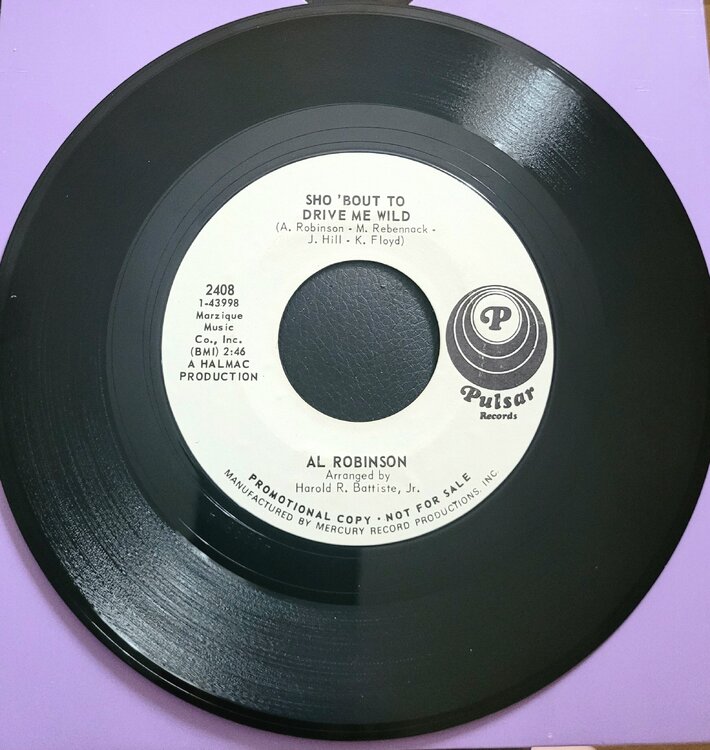 SHO 'BOUT TO
DRIVE ME WILD
(A. Robinson - M. Rebennack -
J. Hill - K. Floyd)
2408
1-43998
Marzique
Music
Co., Inc.
(BMI) 2:46
A HALMAC
PRODUCTION
P
Pulsar
Records
AL ROBINSON
Arranged by
Harold R. Battiste, Jr.
PROMOTIONAL COPY • NOT FOR SALE
MANUFACTURED BY MERCURY RECORD PRODUCTIONS, INC.